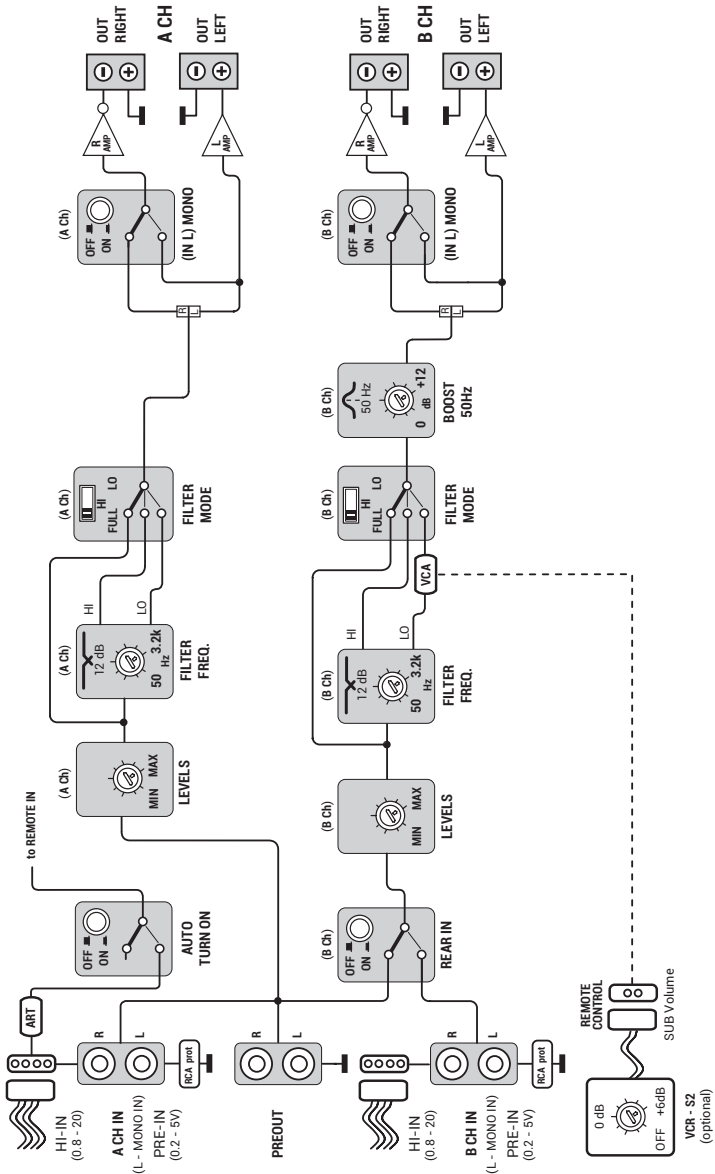 HI-IN
(0.8 - 20)
A CH IN
(L - MONO IN)
PRE-IN
(0.2 - 5V)
R
L
RCA prot
ART
to REMOTE IN
OFF
ON
AUTO
TURN ON
(A Ch)
MIN MAX
LEVELS
(A Ch)
12 dB
50 3.2k
Hz
FILTER
FREQ.
HI
LO
(A Ch)
FULL HI LO
FILTER
MODE
R
L
(A Ch)
OFF
ON
(IN L) MONO
R
AMP
L
AMP
OUT
RIGHT
A CH
OUT
LEFT
PREOUT
R
L
HI-IN
(0.8 - 20)
B CH IN
(L - MONO IN)
PRE-IN
(0.2 - 5V)
R
L
RCA prot
(B Ch)
OFF
ON
REAR IN
(B Ch)
MIN MAX
LEVELS
(B Ch)
12 dB
50 3.2k
Hz
FILTER
FREQ.
HI
LO
VCA
(B Ch)
FULL HI LO
FILTER
MODE
(B Ch)
50 Hz
0 dB +12
BOOST
50Hz
R
L
(B Ch)
OFF
ON
(IN L) MONO
R
AMP
L
AMP
OUT
RIGHT
B CH
OUT
LEFT
0 dB
OFF +6dB
VCR - S2
(optional)
REMOTE
CONTROL
SUB Volume